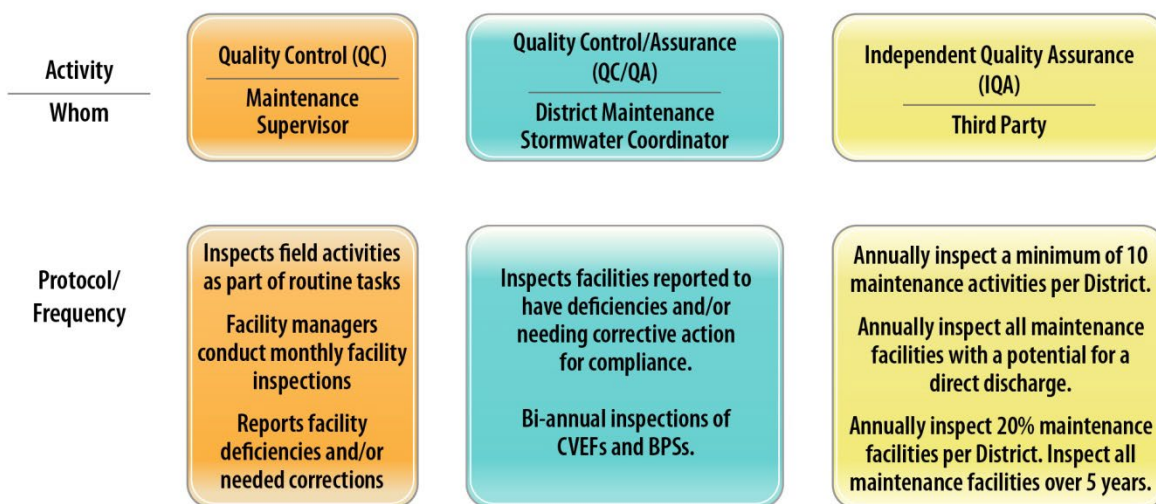 Activity
Whom
Quality Control (QC)
Maintenance
Supervisor
Quality Control/Assurance
(QC/QA)
District Maintenance
Stormwater Coordinator
Independent Quality Assurance
(IQA)
Third Party
Protocol/
Frequency
Inspects field activities
as part of routine tasks
Facility managers
conduct monthly facility
inspections
Reports facility
deficiencies and/or
needed corrections
Inspects facilities reported to
have deficiencies and/or
needing corrective action
for compliance.
Bi-annual inspections of
CVEFs and BPSs.
Annually inspect a minimum of 10
maintenance activities per District.
Annually inspect all maintenance
facilities with a potential for a
direct discharge.
Annually inspect 20% maintenance
facilities per District. Inspect all
maintenance facilities over 5 years.